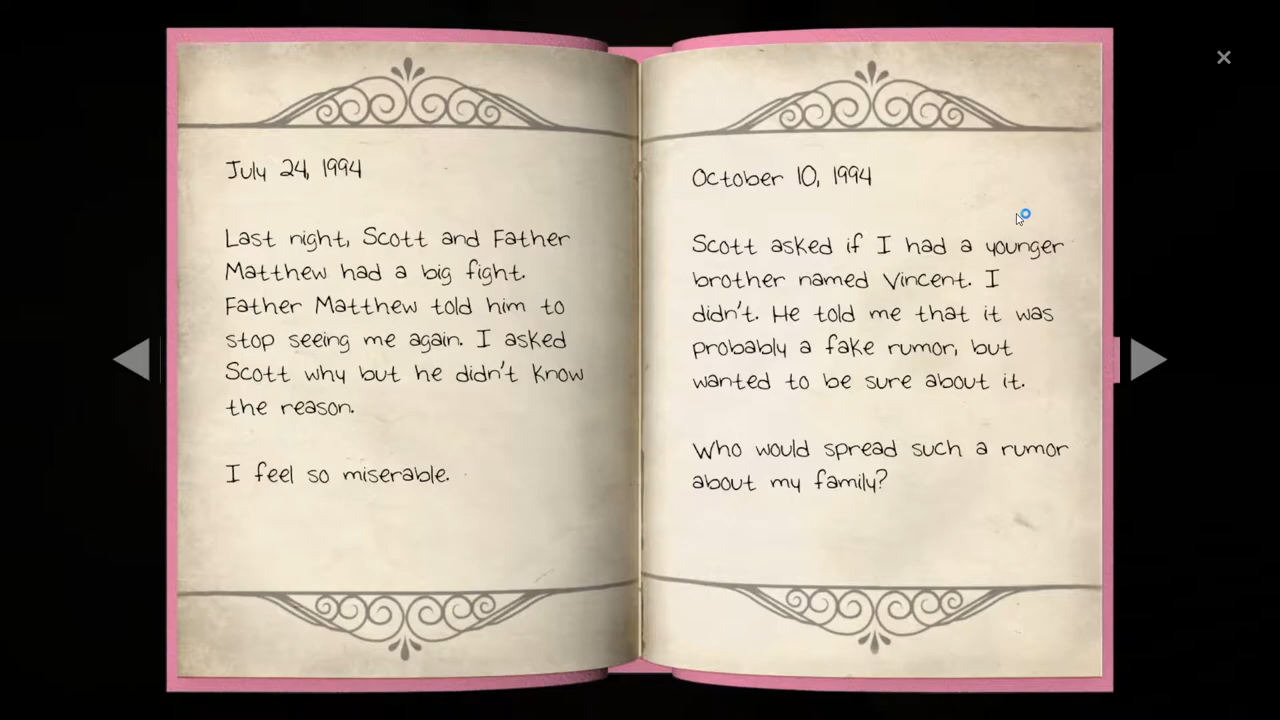 July 24, 1994
Last night, Scott and Father
Matthew had a big fight.
Father Matthew told him to
stop seeing me again. I asked
Scott why but he didn't know
the reason.
I feel so miserable.
October 10, 1994
Scott asked if I had a younger
brother named Vincent. I
didn't. He told me that it was
probably a fake rumor, but
wanted to be sure about it.
Who would spread such a rumor
about my family?